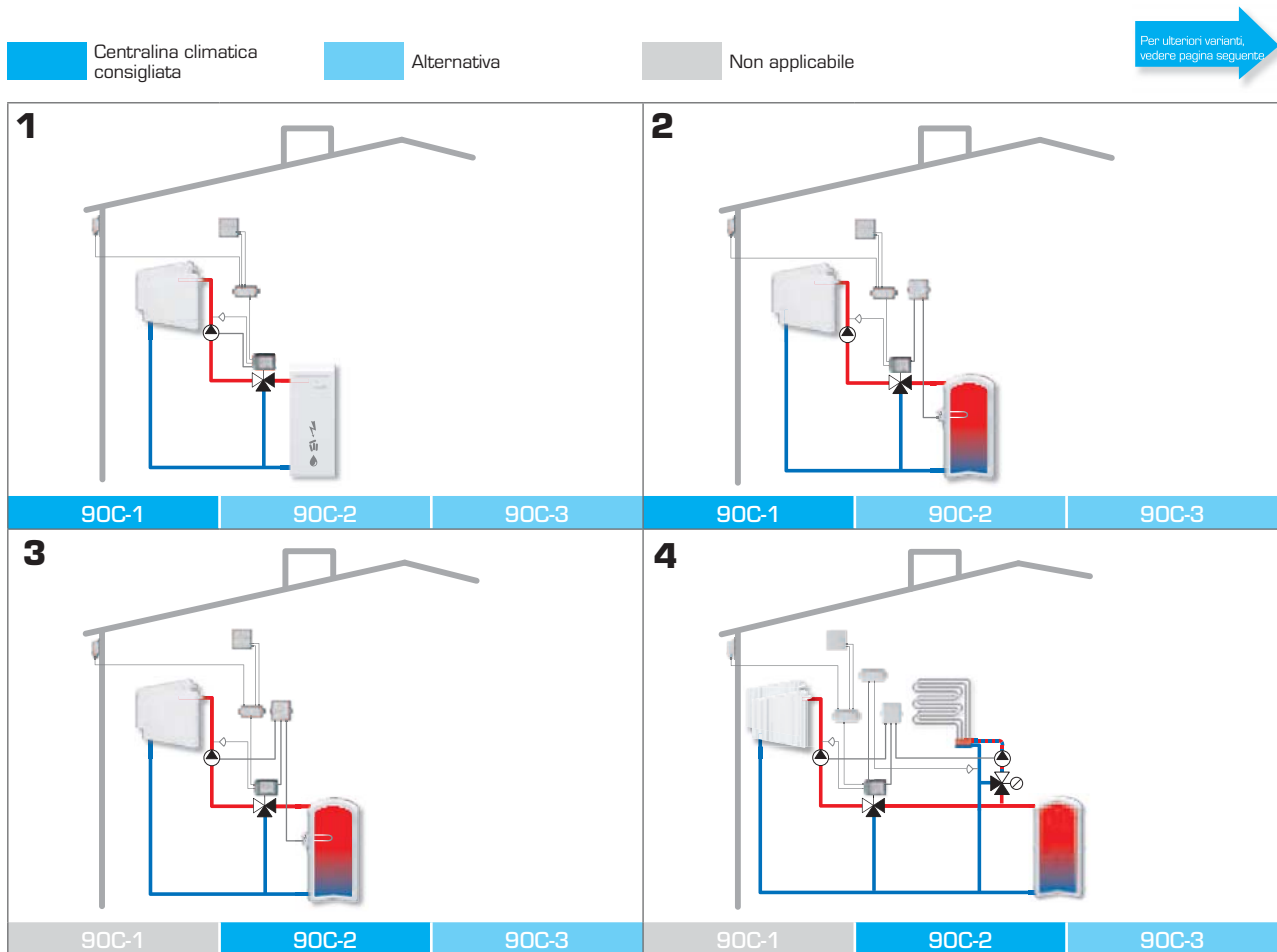 Centralina climatica
consigliata
Alternativa
Non applicabile
Per ulteriori varianti,
vedere pagina seguente
1
2
90C-1 90C-2 90C-3
90C-1 90C-2 90C-3
3
4
90C-1 90C-2 90C-3
90C-1 90C-2 90C-3